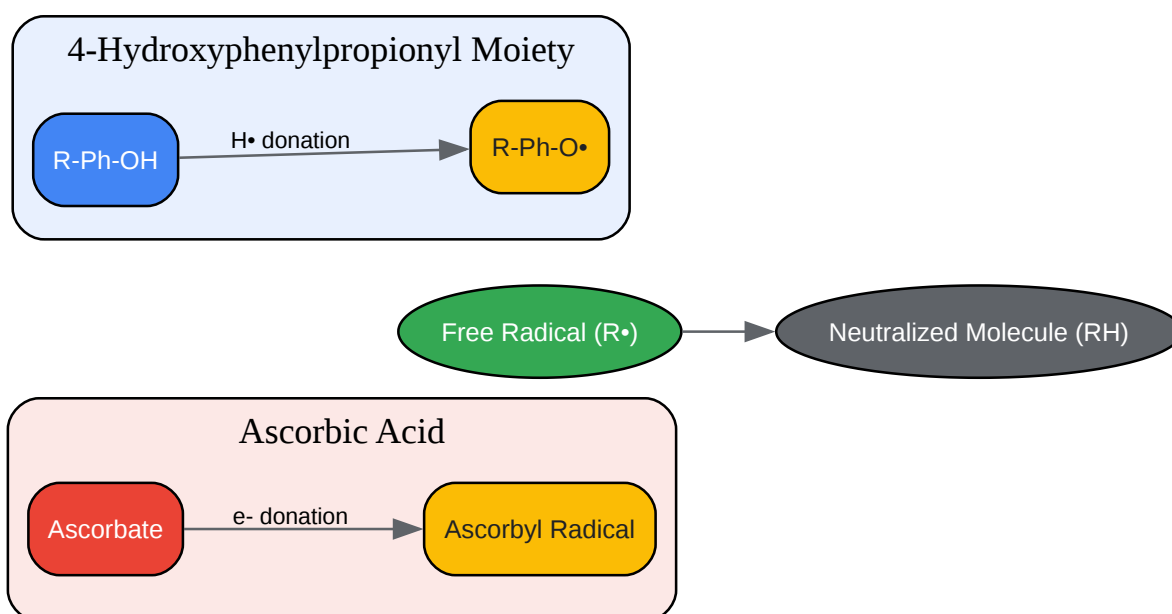 4-Hydroxyphenylpropionyl Moiety
R-Ph-OH
H• donation
R-Ph-O•
Free Radical (R•)
Neutralized Molecule (RH)
Ascorbic Acid
Ascorbate
e- donation
Ascorbyl Radical